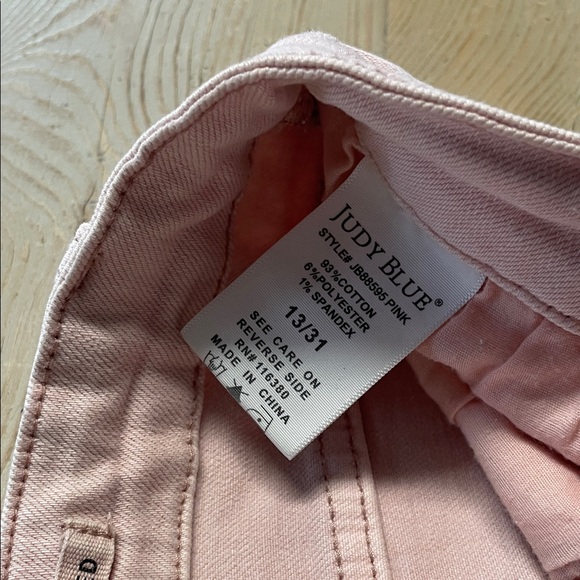 JUDY BLUE®
STYLE# JB88595 PINK
93%COTTON
6%POLYESTER
1% SPANDEX
13/31
SEE CARE ON
REVERSE SIDE
RN#116380
MADE IN CHINA